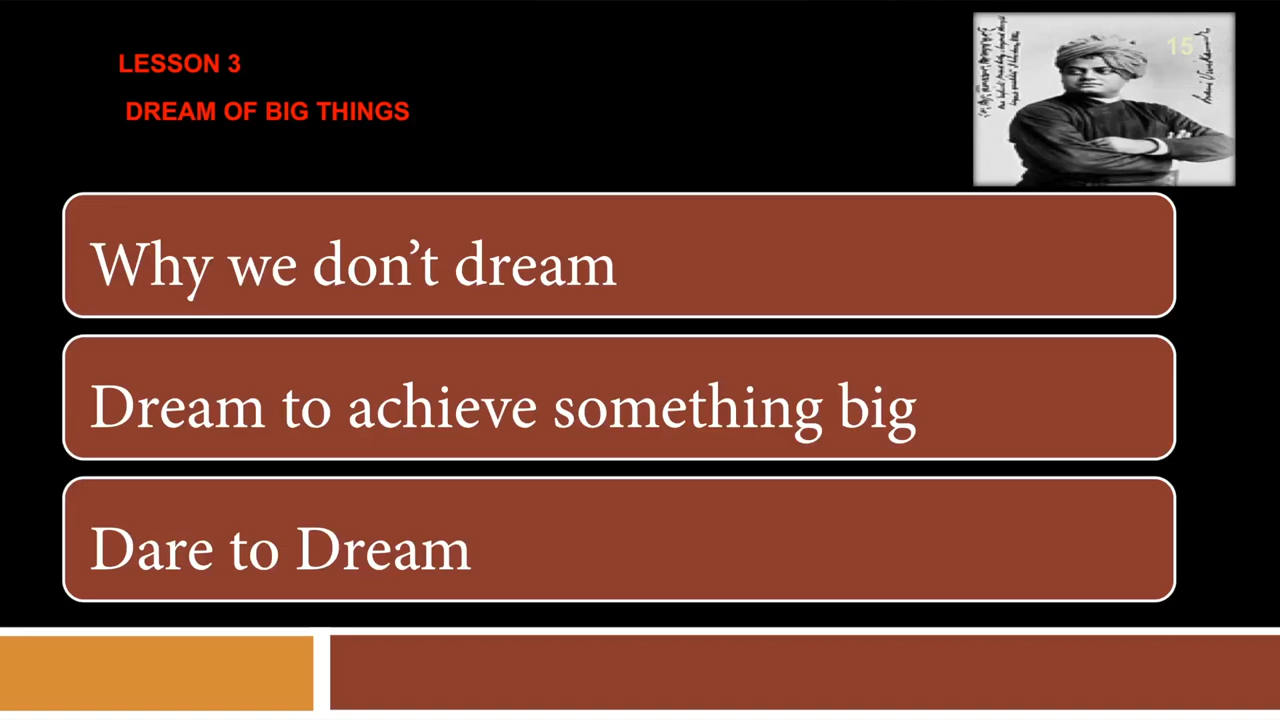 LESSON 3
DREAM OF BIG THINGS
15
Why we don’t dream
Dream to achieve something big
Dare to Dream